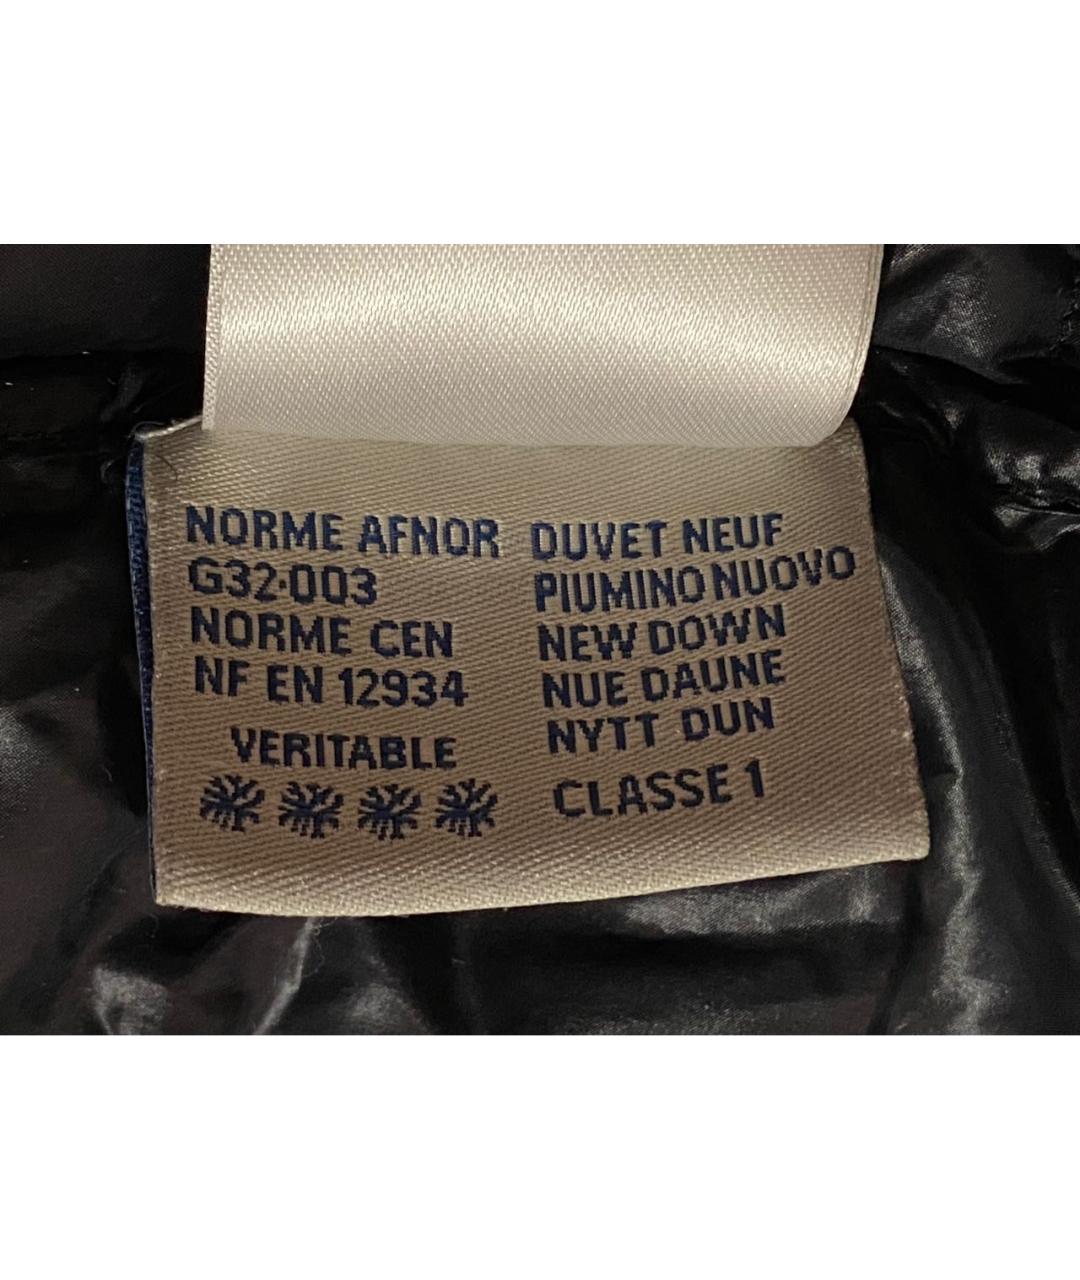 NORME AFNOR
G32-003
NORME CEN
NF EN 12934
VERITABLE
DUVET NEUF
PIUMINO NUOVO
NEW DOWN
NUE DAUNE
NYTT DUN
CLASSE 1